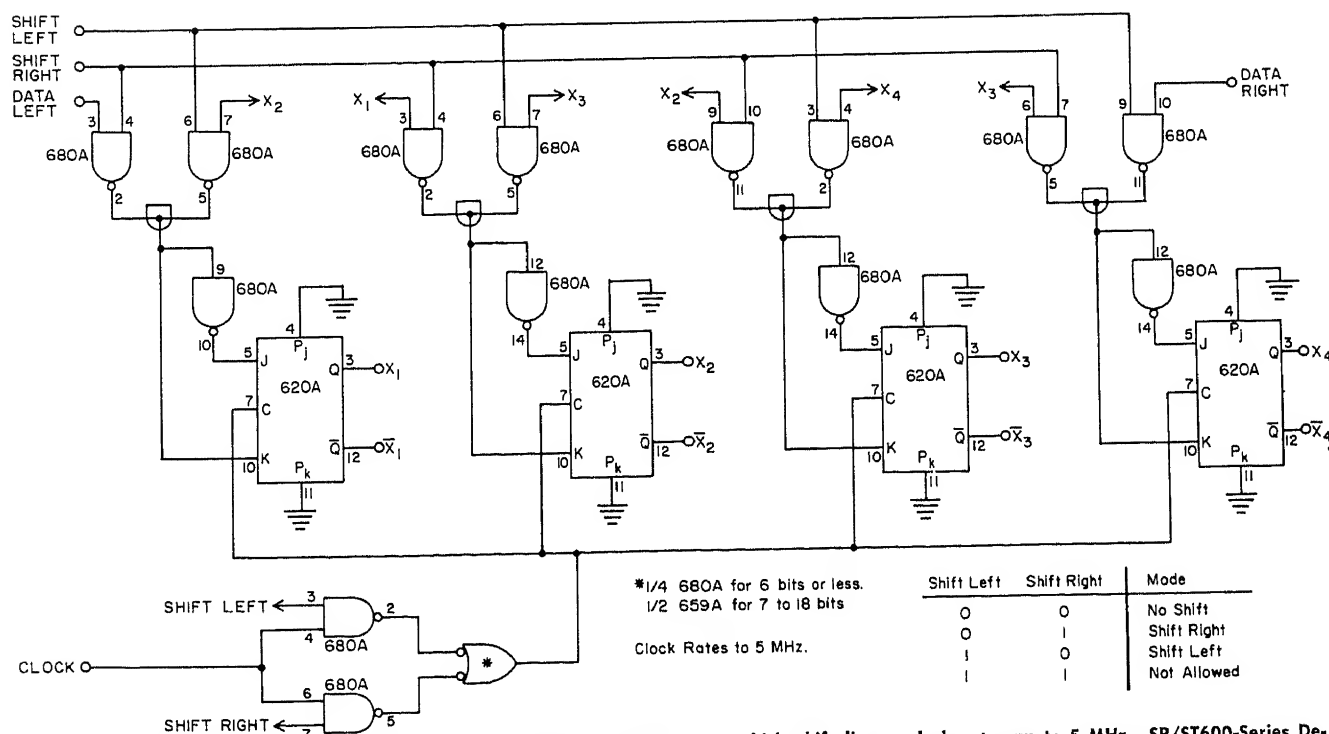 SHIFT LEFT
SHIFT RIGHT
DATA LEFT
DATA RIGHT
X2 X1 X3 X2 X4 X3
3 4 6 7 3 4 6 7 9 10 3 4 6 7 9 10
680A 680A 680A 680A 680A 680A 680A 680A
2 5 2 5 11 2 5 11
9 12 12 12
680A 680A 680A 680A
10 14 14 14
4 4 4 4
Pj Pj Pj Pj
5 J Q 3 X1 5 J Q 3 X2 5 J Q 3 X3 5 J Q 3 X4
620A 620A 620A 620A
7 C 7 C 7 C 7 C
Q̅ X̅1 Q̅ X̅2 Q̅ X̅3 Q̅ X̅4
12 12 12 12
K K K K
10 10 10 10
Pk Pk Pk Pk
11 11 11 11
SHIFT LEFT 3 2
4 680A
CLOCK
*
680A
6 5
SHIFT RIGHT 7
*1/4 680A for 6 bits or less.
1/2 659A for 7 to 18 bits
Clock Rates to 5 MHz.
Shift Left Shift Right Mode
0 0 No Shift
0 1 Shift Right
1 0 Shift Left
1 1 Not Allowed
5 MHz. SP/ST600-Series De-